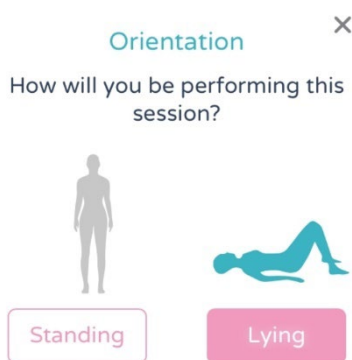 Orientation
How will you be performing this
session?
Standing
Lying